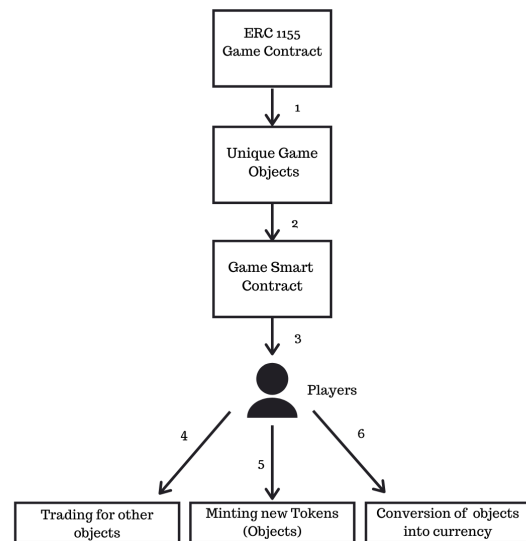 ERC 1155
Game Contract
1
Unique Game
Objects
2
Game Smart
Contract
3
Players
4
5
6
Trading for other
objects
Minting new Tokens
(Objects)
Conversion of objects
into currency